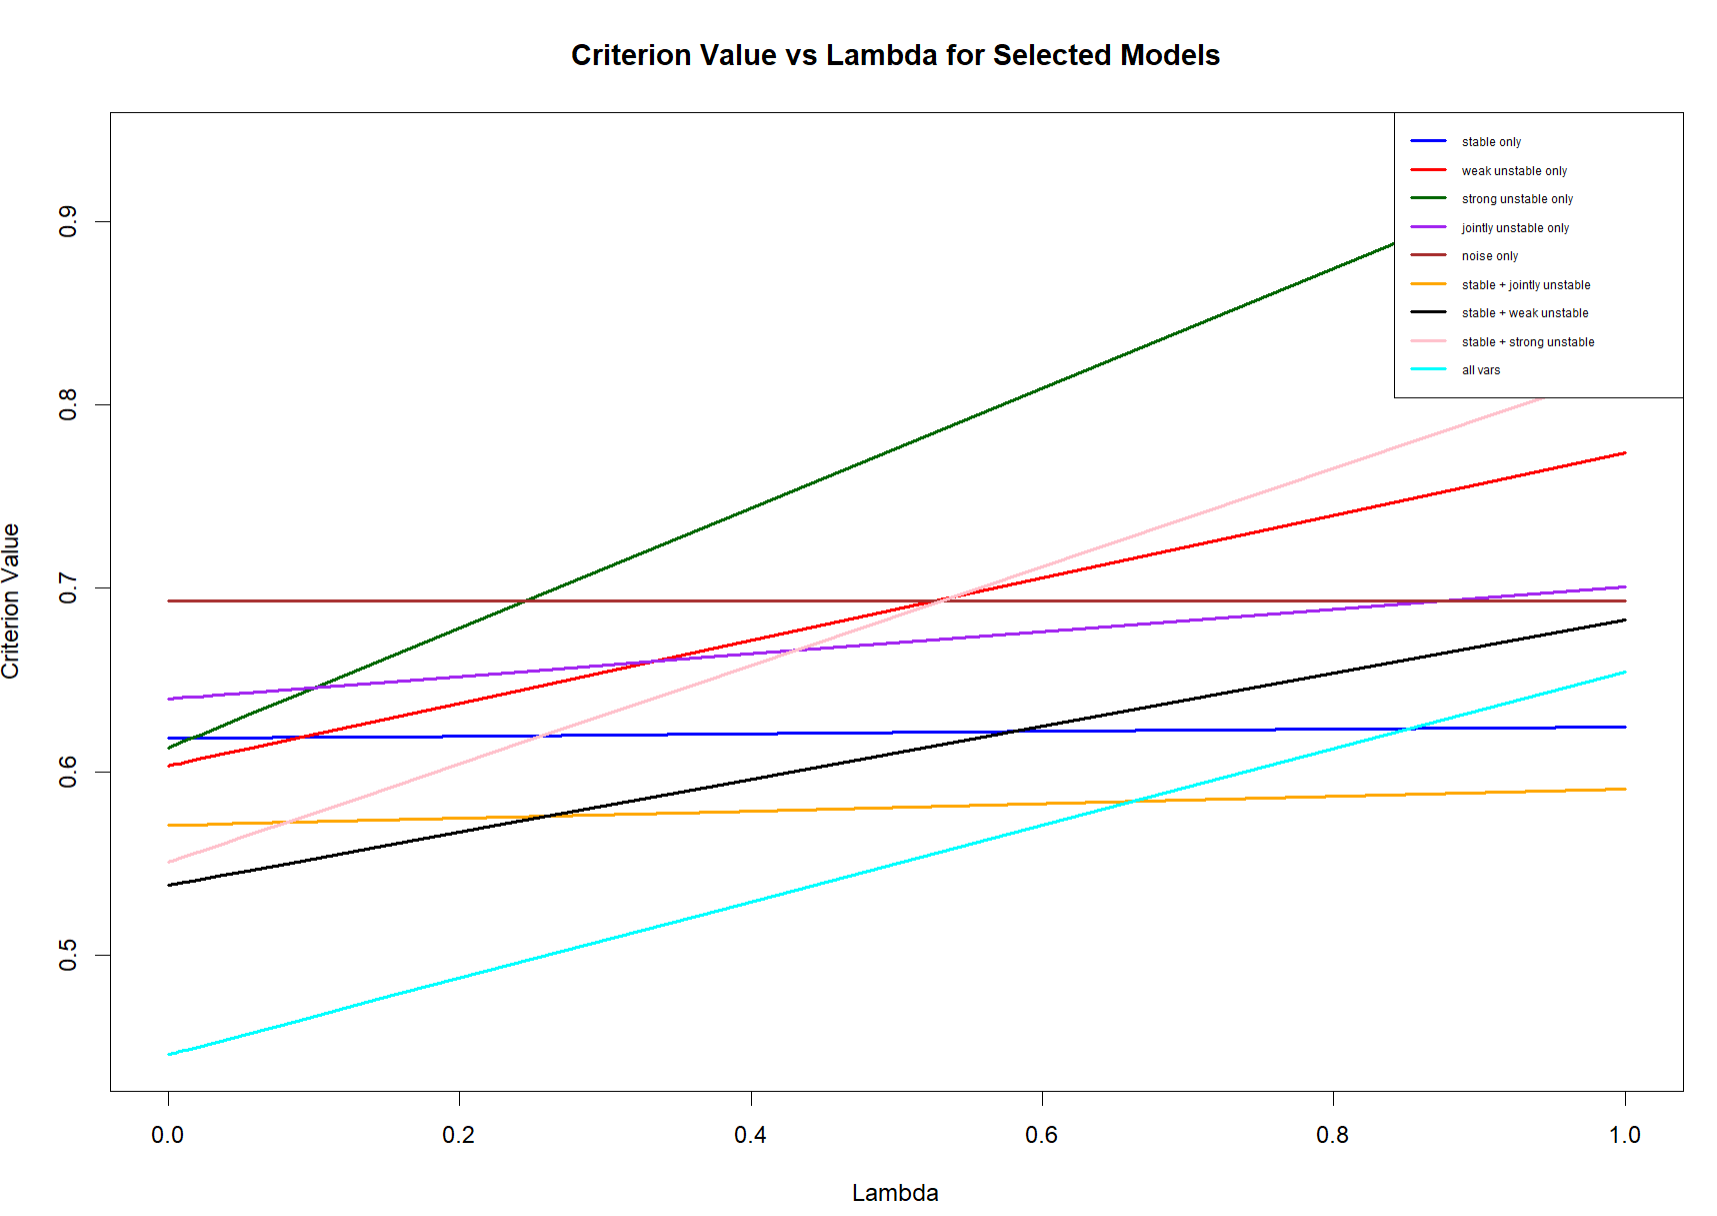 Criterion Value vs Lambda for Selected Models
stable only
weak unstable only
strong unstable only
jointly unstable only
noise only
stable + jointly unstable
stable + weak unstable
stable + strong unstable
all vars
Criterion Value
0.9
0.8
0.7
0.6
0.5
0.0 0.2 0.4 0.6 0.8 1.0
Lambda